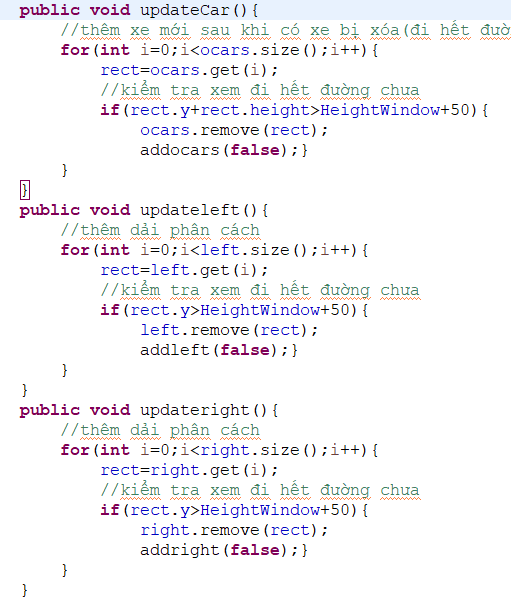 public void updateCar(){
    //thêm xe mới sau khi có xe bị xóa(đi hết
    for(int i=0;i<ocars.size();i++){
        rect=ocars.get(i);
        //kiểm tra xem đi hết đường chưa
        if(rect.y+rect.height>HeightWindow+50){
            ocars.remove(rect);
            addocars(false);}
    }
}
public void updateleft(){
    //thêm dải phân cách
    for(int i=0;i<left.size();i++){
        rect=left.get(i);
        //kiểm tra xem đi hết đường chưa
        if(rect.y>HeightWindow+50){
            left.remove(rect);
            addleft(false);}
    }
}
public void updateright(){
    //thêm dải phân cách
    for(int i=0;i<right.size();i++){
        rect=right.get(i);
        //kiểm tra xem đi hết đường chưa
        if(rect.y>HeightWindow+50){
            right.remove(rect);
            addright(false);}
    }
}